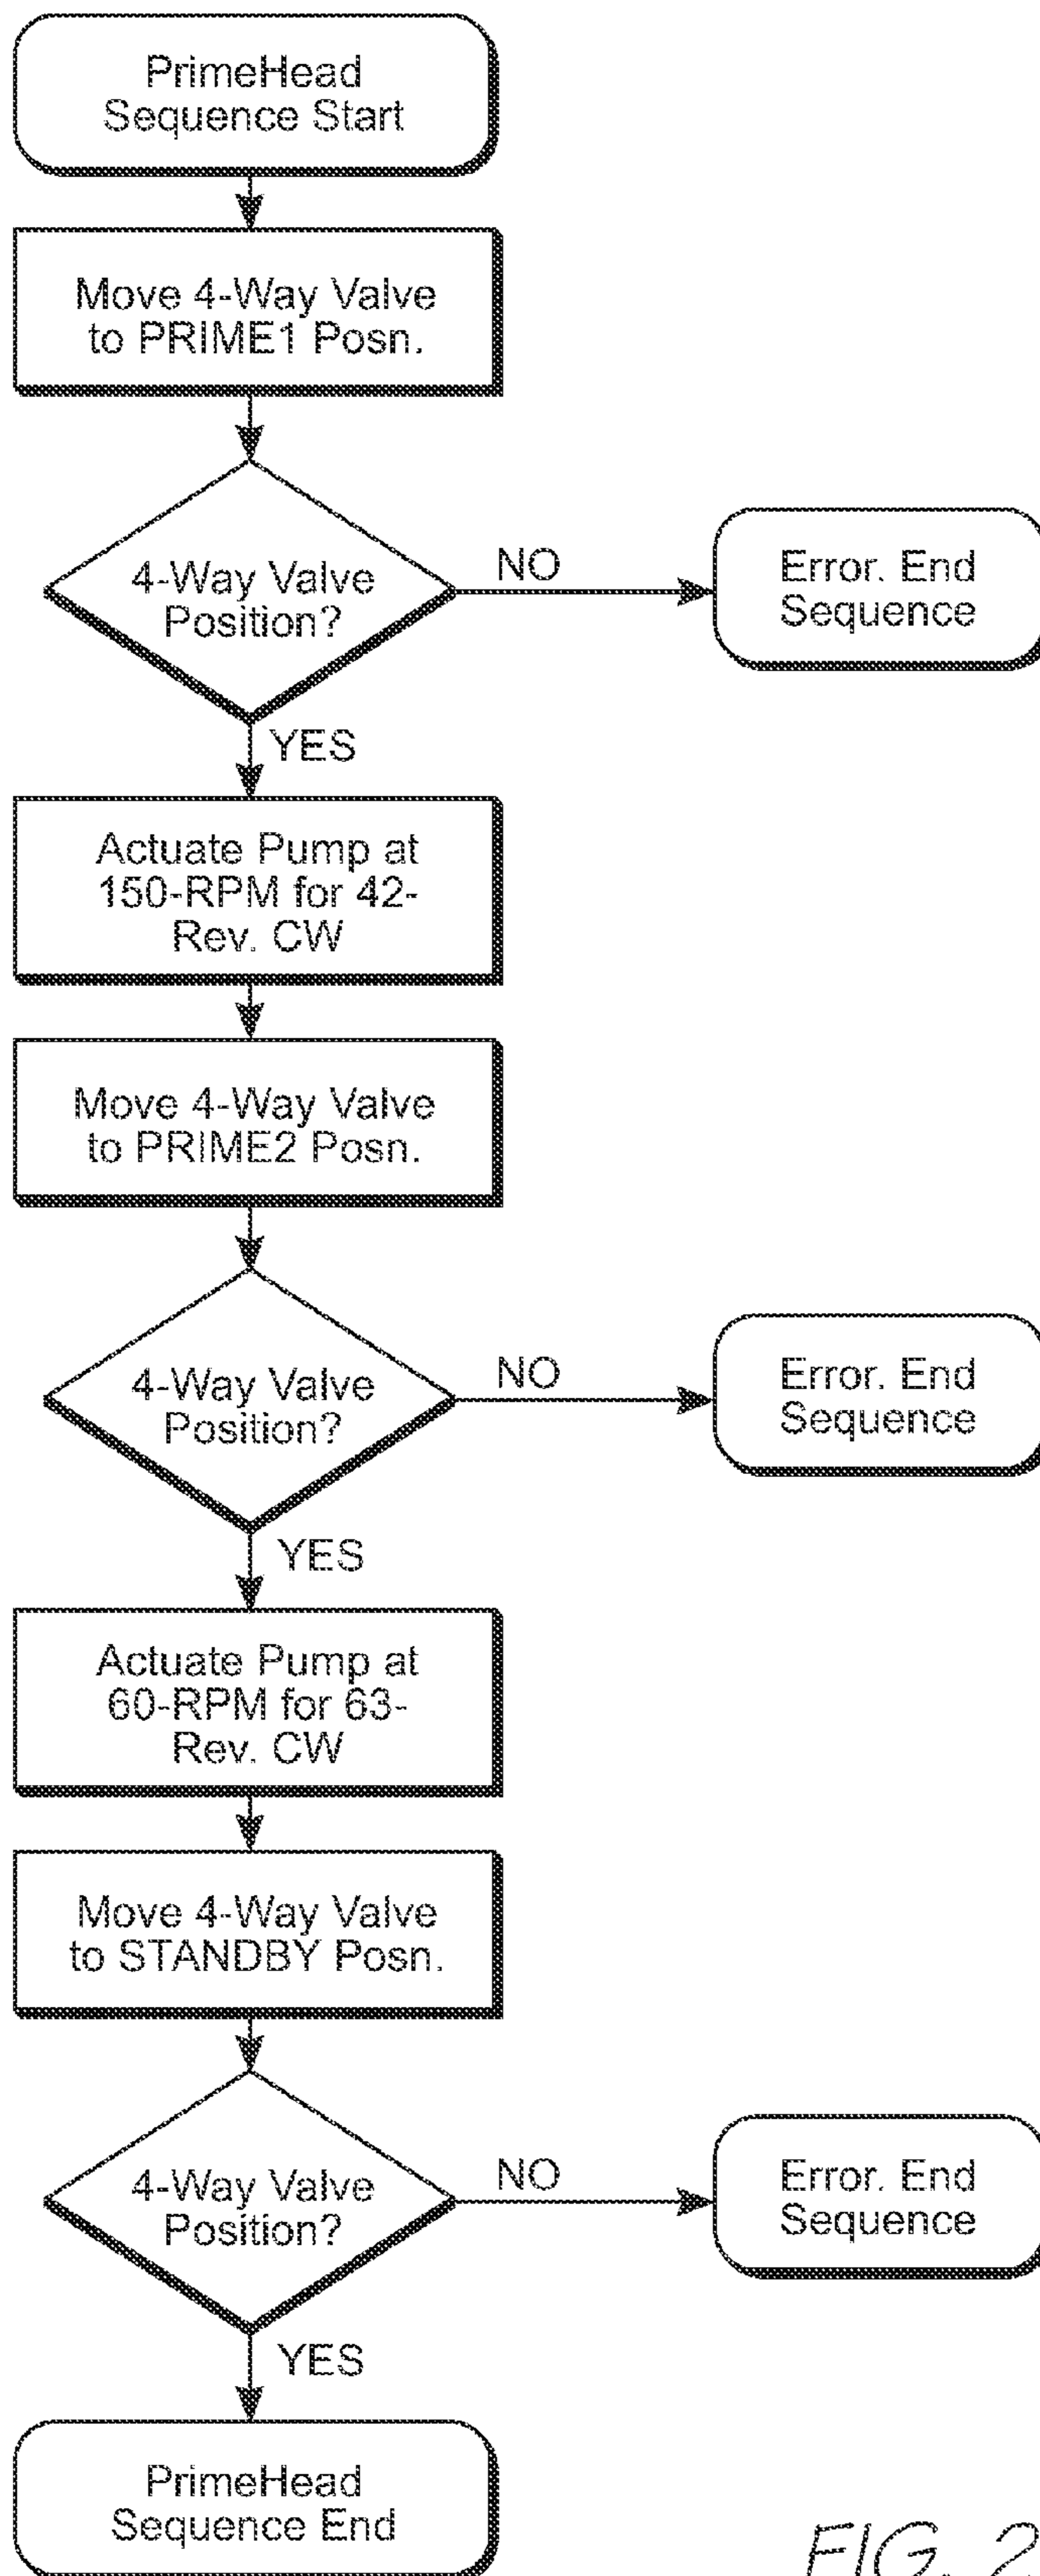 PrimeHead
Sequence Start
Move 4-Way Valve
to PRIME1 Posn.
4-Way Valve
Position?
NO
Error. End
Sequence
YES
Actuate Pump at
150-RPM for 42-
Rev. CW
Move 4-Way Valve
to PRIME2 Posn.
4-Way Valve
Position?
NO
Error. End
Sequence
YES
Actuate Pump at
60-RPM for 63-
Rev. CW
Move 4-Way Valve
to STANDBY Posn.
4-Way Valve
Position?
NO
Error. End
Sequence
YES
PrimeHead
Sequence End
FIG. 2